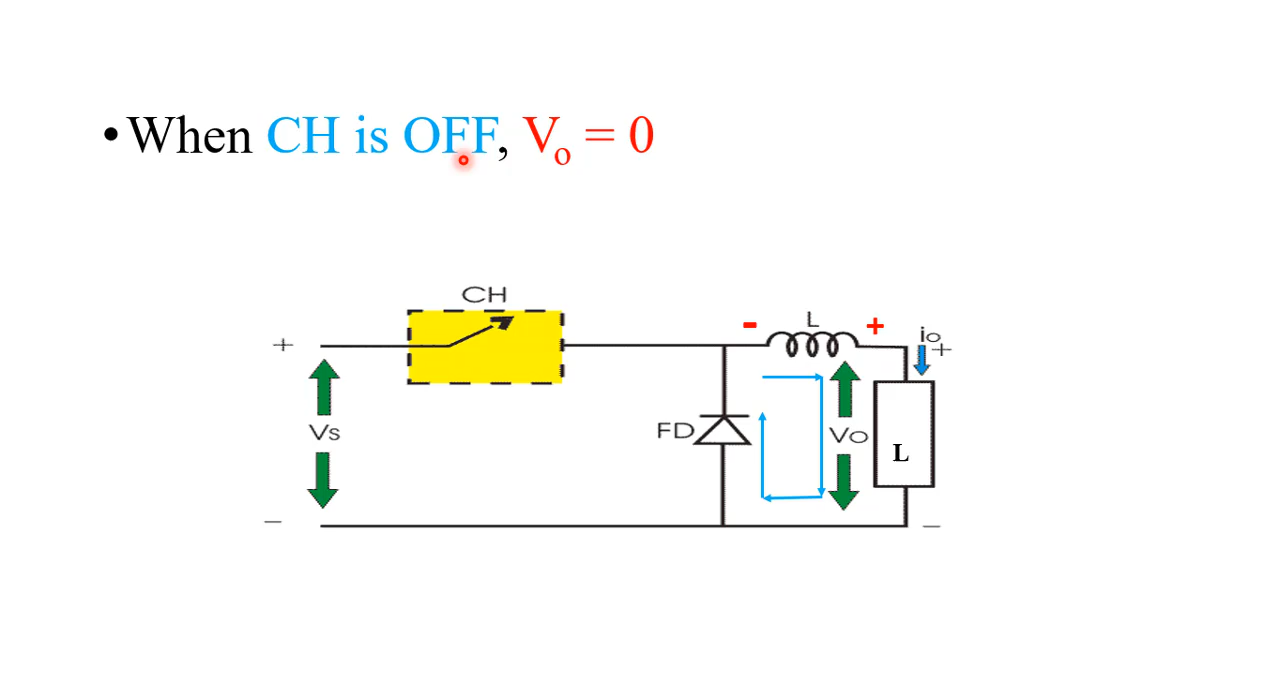 • When CH is OFF, Vo = 0
CH
- L +
+ io
+
Vs FD VO L
– –